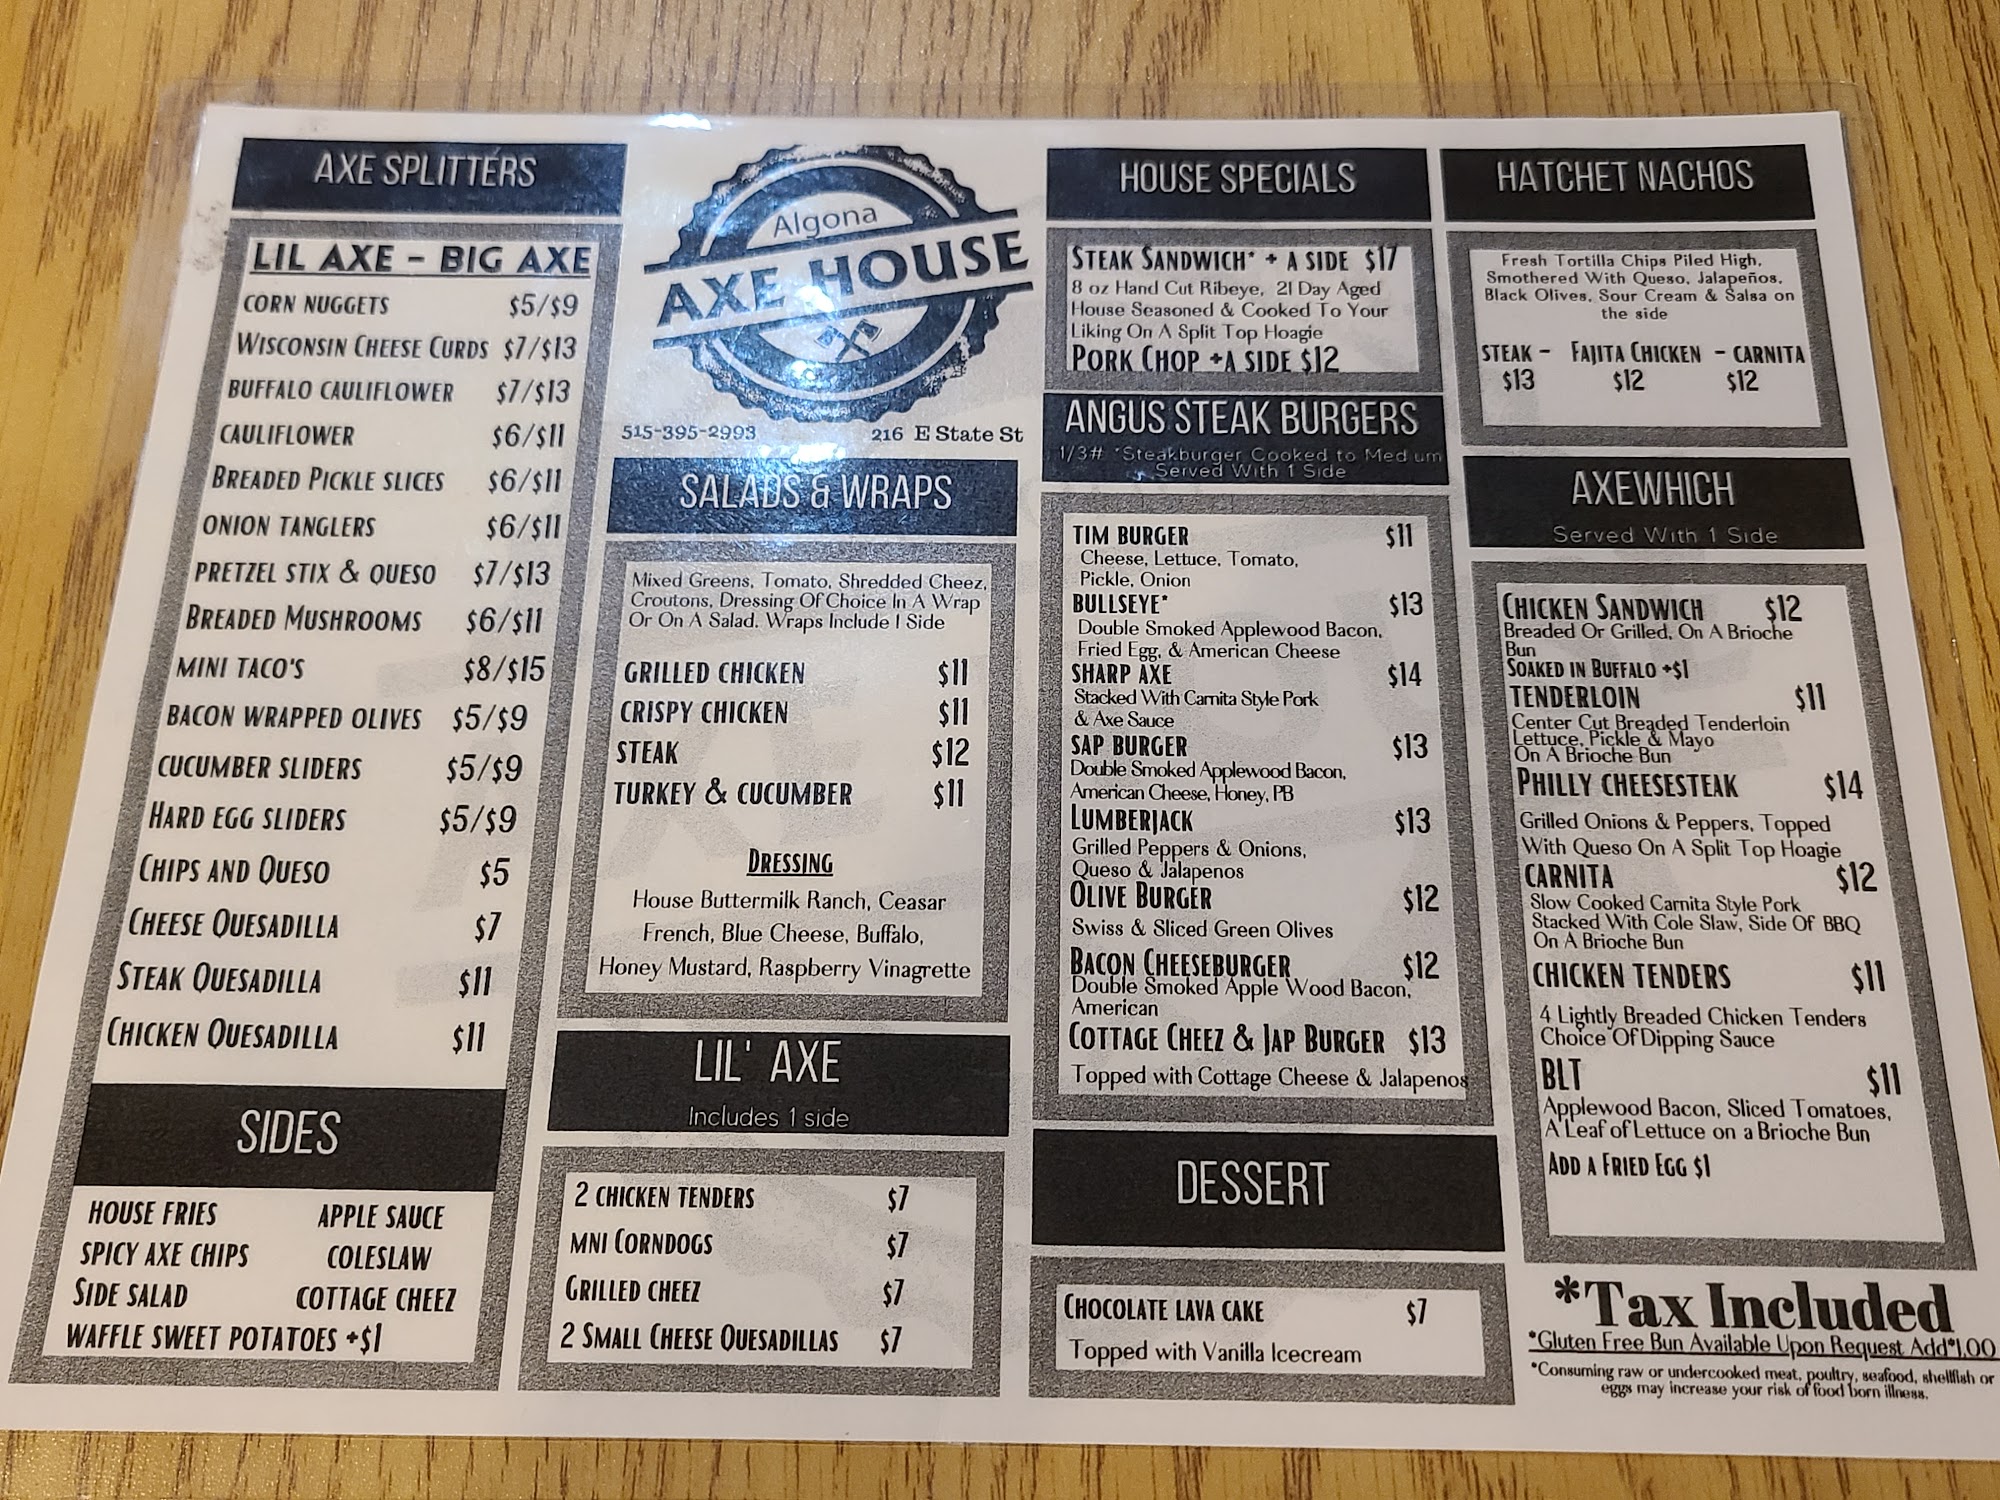 AXE SPLITTERS
LIL AXE - BIG AXE
CORN NUGGETS $5/$9
WISCONSIN CHEESE CURDS $7/$13
BUFFALO CAULIFLOWER $7/$13
CAULIFLOWER $6/$11
BREADED PICKLE SLICES $6/$11
ONION TANGLERS $6/$11
PRETZEL STIX & QUESO $7/$13
BREADED MUSHROOMS $6/$11
MINI TACO'S $8/$15
BACON WRAPPED OLIVES $5/$9
CUCUMBER SLIDERS $5/$9
HARD EGG SLIDERS $5/$9
CHIPS AND QUESO $5
CHEESE QUESADILLA $7
STEAK QUESADILLA $11
CHICKEN QUESADILLA $11
SIDES
HOUSE FRIES APPLE SAUCE
SPICY AXE CHIPS COLESLAW
SIDE SALAD COTTAGE CHEEZ
WAFFLE SWEET POTATOES +$1
Algona
AXE HOUSE
515-395-2993 216 E State St
SALADS & WRAPS
Mixed Greens, Tomato, Shredded Cheez,
Croutons, Dressing Of Choice In A Wrap
Or On A Salad. Wraps Include 1 Side
GRILLED CHICKEN $11
CRISPY CHICKEN $11
STEAK $12
TURKEY & CUCUMBER $11
DRESSING
House Buttermilk Ranch, Ceasar
French, Blue Cheese, Buffalo,
Honey Mustard, Raspberry Vinagrette
LIL' AXE
Includes 1 side
2 CHICKEN TENDERS $7
MNI CORNDOGS $7
GRILLED CHEEZ $7
2 SMALL CHEESE QUESADILLAS $7
HOUSE SPECIALS
STEAK SANDWICH* + A SIDE $17
8 oz Hand Cut Ribeye, 21 Day Aged
House Seasoned & Cooked To Your
Liking On A Split Top Hoagie
PORK CHOP +A SIDE $12
ANGUS STEAK BURGERS
1/3# *Steakburger Cooked to Medium
Served With 1 Side
TIM BURGER $11
Cheese, Lettuce, Tomato,
Pickle, Onion
BULLSEYE* $13
Double Smoked Applewood Bacon,
Fried Egg, & American Cheese
SHARP AXE $14
Stacked With Carnita Style Pork
& Axe Sauce
SAP BURGER $13
Double Smoked Applewood Bacon,
American Cheese, Honey, PB
LUMBERJACK $13
Grilled Peppers & Onions,
Queso & Jalapenos
OLIVE BURGER $12
Swiss & Sliced Green Olives
BACON CHEESEBURGER $12
Double Smoked Apple Wood Bacon,
American
COTTAGE CHEEZ & JAP BURGER $13
Topped with Cottage Cheese & Jalapenos
DESSERT
CHOCOLATE LAVA CAKE $7
Topped with Vanilla Icecream
HATCHET NACHOS
Fresh Tortilla Chips Piled High,
Smothered With Queso, Jalapeños,
Black Olives, Sour Cream & Salsa on
the side
STEAK - FAJITA CHICKEN - CARNITA
$13 $12 $12
AXEWHICH
Served With 1 Side
CHICKEN SANDWICH $12
Breaded Or Grilled, On A Brioche
Bun
SOAKED IN BUFFALO +$1
TENDERLOIN $11
Center Cut Breaded Tenderloin
Lettuce, Pickle & Mayo
On A Brioche Bun
PHILLY CHEESESTEAK $14
Grilled Onions & Peppers, Topped
With Queso On A Split Top Hoagie
CARNITA $12
Slow Cooked Carnita Style Pork
Stacked With Cole Slaw, Side Of BBQ
On A Brioche Bun
CHICKEN TENDERS $11
4 Lightly Breaded Chicken Tenders
Choice Of Dipping Sauce
BLT $11
Applewood Bacon, Sliced Tomatoes,
A Leaf of Lettuce on a Brioche Bun
ADD A FRIED EGG $1
*Tax Included
*Gluten Free Bun Available Upon Request Add*1.00
*Consuming raw or undercooked meat, poultry, seafood, shellfish or
eggs may increase your risk of food born illness.